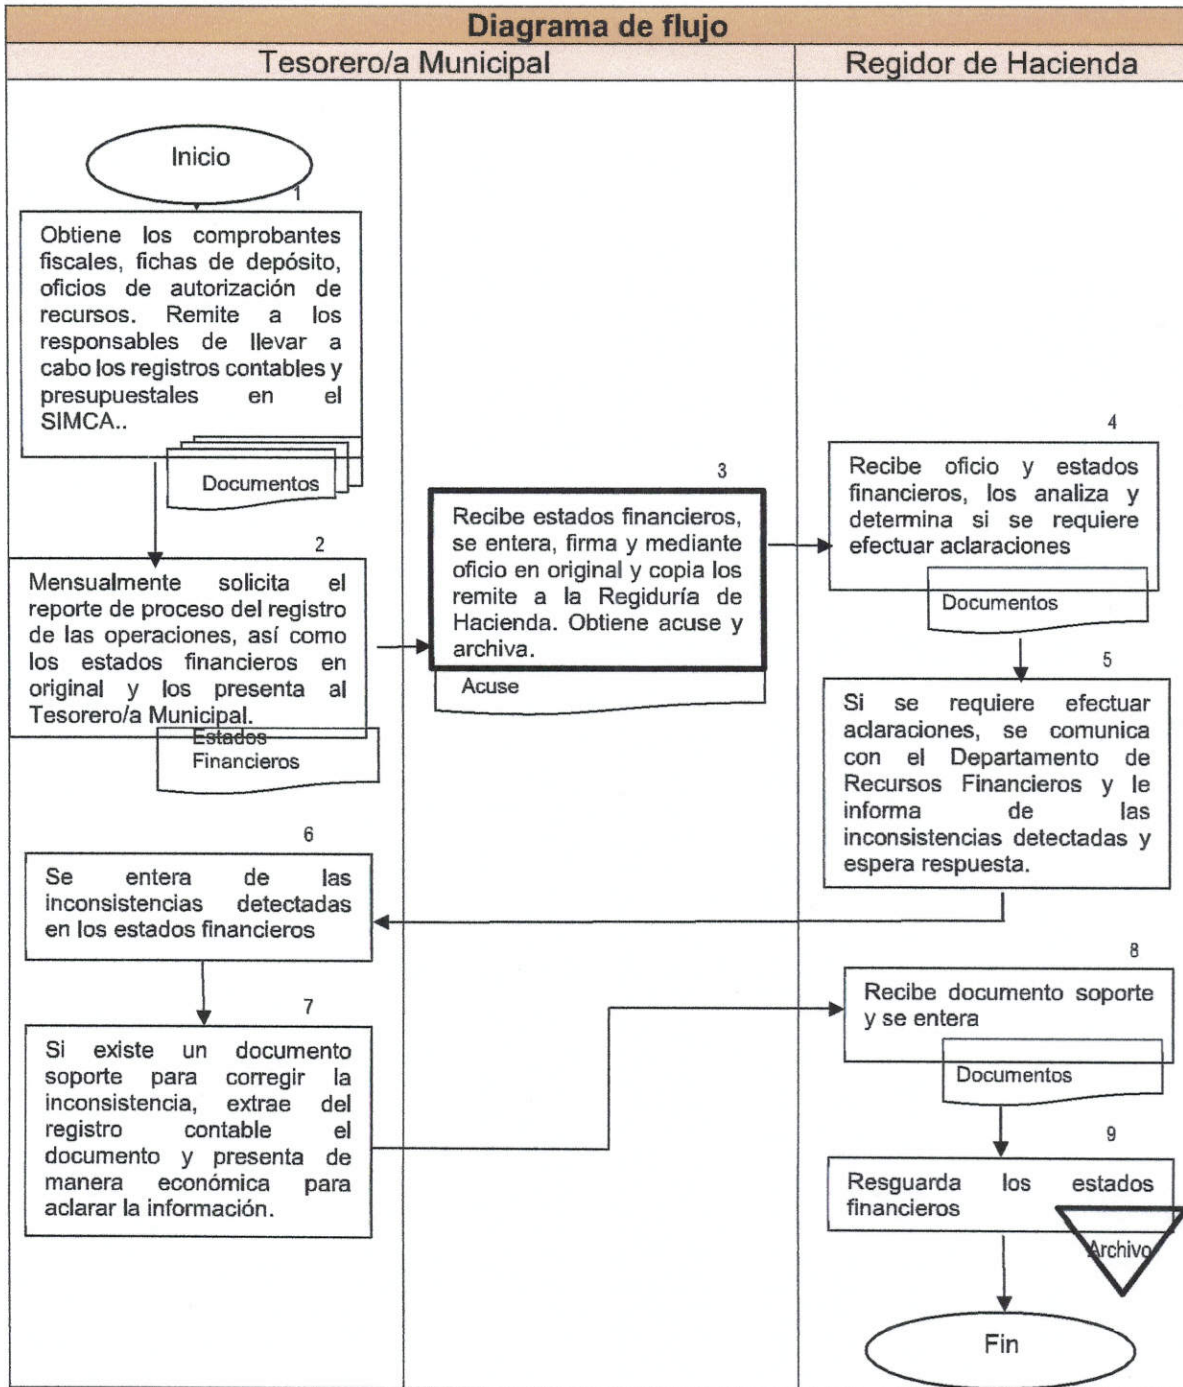 Diagrama de flujo
Tesorero/a Municipal
Regidor de Hacienda
Inicio
1
Obtiene los comprobantes
fiscales, fichas de depósito,
oficios de autorización de
recursos. Remite a los
responsables de llevar a
cabo los registros contables y
presupuestales en el
SIMCA..
Documentos
2
Mensualmente solicita el
reporte de proceso del registro
de las operaciones, así como
los estados financieros en
original y los presenta al
Tesorero/a Municipal.
Estados
Financieros
3
Recibe estados financieros,
se entera, firma y mediante
oficio en original y copia los
remite a la Regiduría de
Hacienda. Obtiene acuse y
archiva.
Acuse
4
Recibe oficio y estados
financieros, los analiza y
determina si se requiere
efectuar aclaraciones
Documentos
5
Si se requiere efectuar
aclaraciones, se comunica
con el Departamento de
Recursos Financieros y le
informa de las
inconsistencias detectadas y
espera respuesta.
6
Se entera de las
inconsistencias detectadas
en los estados financieros
7
Si existe un documento
soporte para corregir la
inconsistencia, extrae del
registro contable el
documento y presenta de
manera económica para
aclarar la información.
8
Recibe documento soporte
y se entera
Documentos
9
Resguarda los estados
financieros
Archivo
Fin